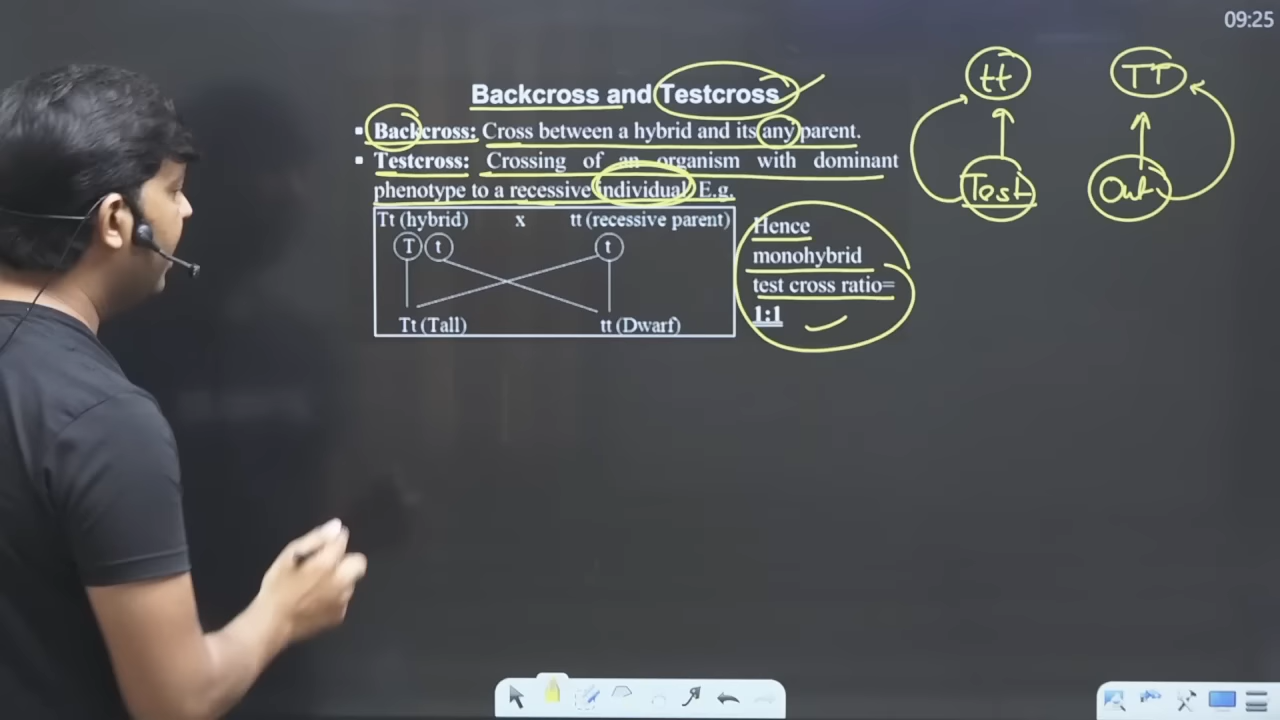 09:25
Backcross and Testcross
▪ Backcross: Cross between a hybrid and its any parent.
▪ Testcross: Crossing of an organism with dominant
phenotype to a recessive individual. E.g.
Tt (hybrid) x tt (recessive parent)
T t t
Tt (Tall) tt (Dwarf)
Hence
monohybrid
test cross ratio=
1:1
tt TT
Test Out